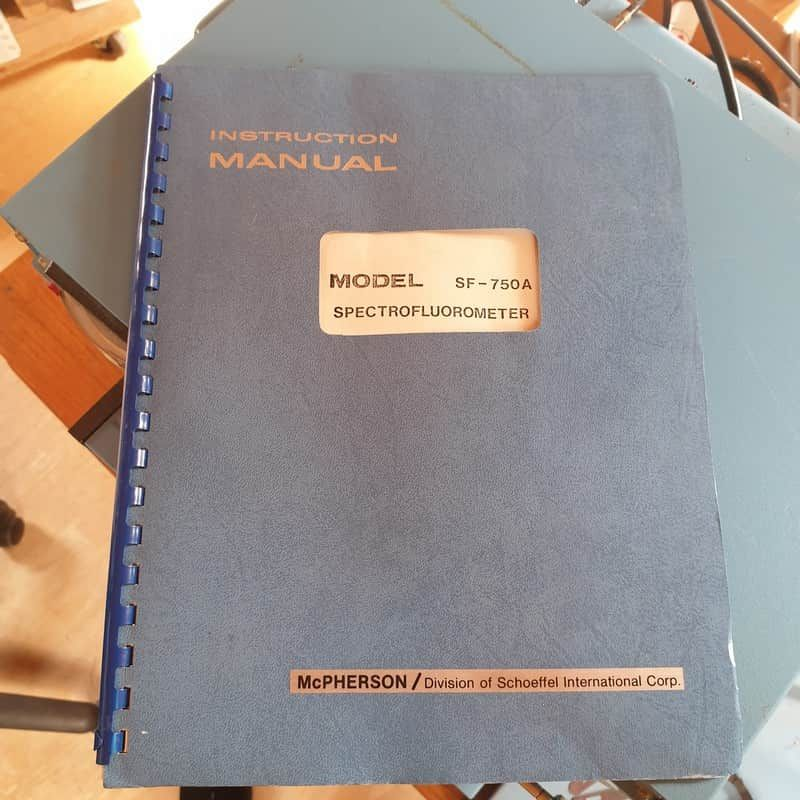 INSTRUCTION
MANUAL
MODEL SF-750A
SPECTROFLUOROMETER
McPHERSON / Division of Schoeffel International Corp.